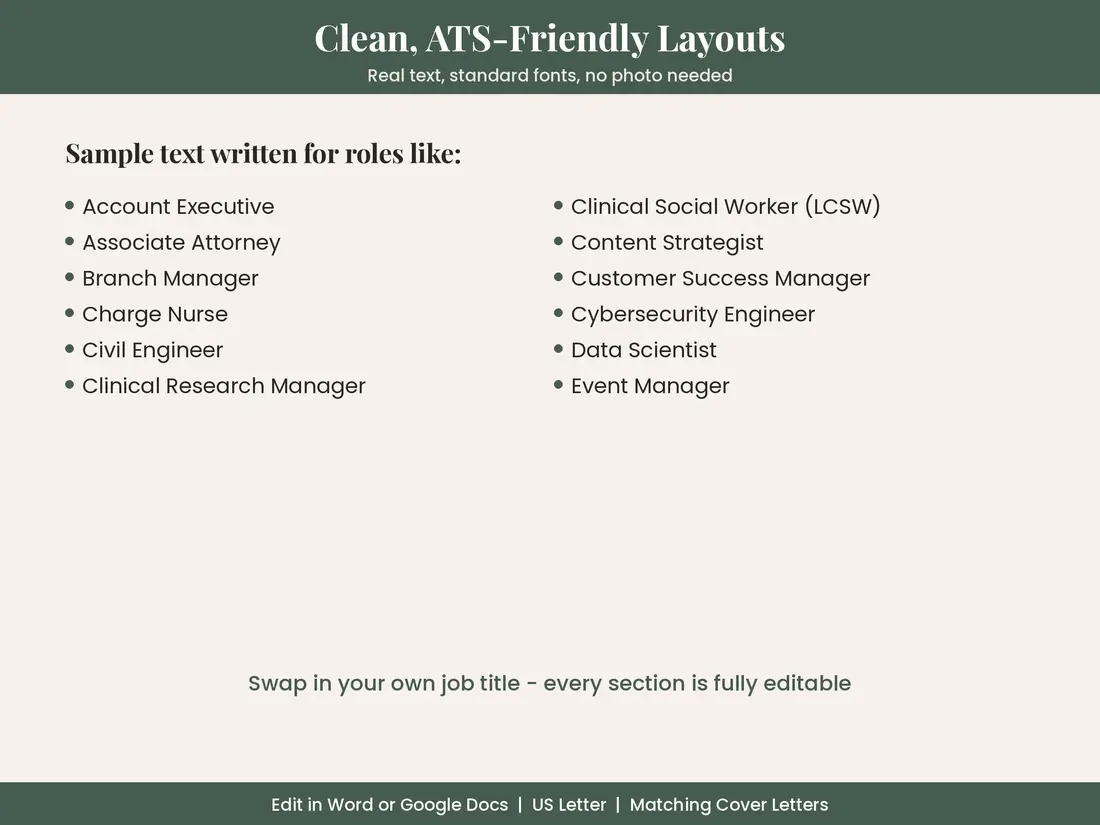 Clean, ATS-Friendly Layouts
Real text, standard fonts, no photo needed
Sample text written for roles like:
Account Executive
Associate Attorney
Branch Manager
Charge Nurse
Civil Engineer
Clinical Research Manager
Clinical Social Worker (LCSW)
Content Strategist
Customer Success Manager
Cybersecurity Engineer
Data Scientist
Event Manager
Swap in your own job title - every section is fully editable
Edit in Word or Google Docs | US Letter | Matching Cover Letters